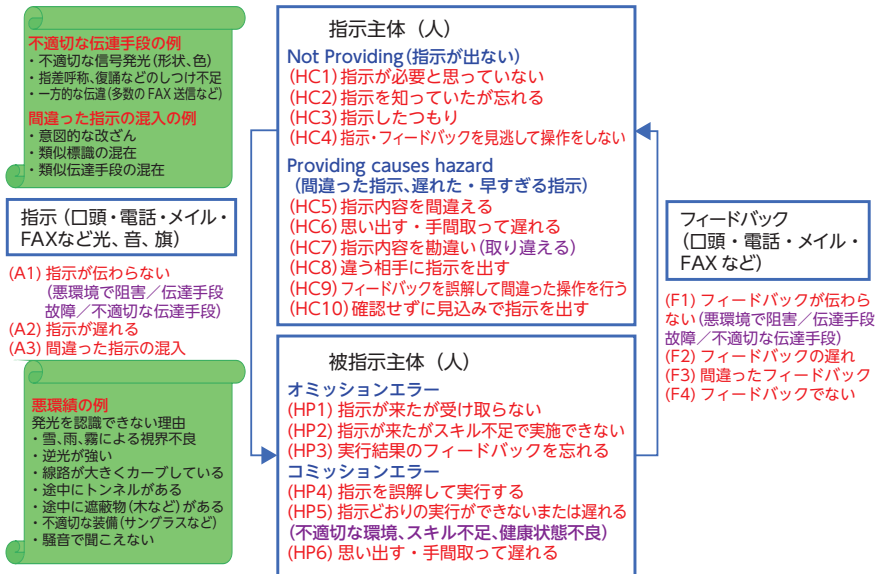 不適切な伝達手段の例
・不適切な信号発光(形状、色)
・指差呼称、復誦などのしつけ不足
・一方的な伝違(多数の FAX 送信など)
間違った指示の混入の例
・意図的な改ざん
・類似標識の混在
・類似伝達手段の混在
指示(口頭・電話・メイル・
FAXなど光、音、旗)
(A1) 指示が伝わらない
(悪環境で阻害/伝達手段
故障/不適切な伝達手段)
(A2) 指示が遅れる
(A3) 間違った指示の混入
悪環績の例
発光を認識できない理由
・雪、雨、霧による視界不良
・逆光が強い
・線路が大きくカーブしている
・途中にトンネルがある
・途中に遮蔽物(木など)がある
・不適切な装備(サングラスなど)
・騒音で聞こえない
指示主体(人)
Not Providing(指示が出ない)
(HC1) 指示が必要と思っていない
(HC2) 指示を知っていたが忘れる
(HC3) 指示したつもり
(HC4) 指示・フィードバックを見逃して操作をしない
Providing causes hazard
(間違った指示、遅れた・早すぎる指示)
(HC5) 指示内容を間違える
(HC6) 思い出す・手間取って遅れる
(HC7) 指示内容を勘違い(取り違える)
(HC8) 違う相手に指示を出す
(HC9) フィードバックを誤解して間違った操作を行う
(HC10) 確認せずに見込みで指示を出す
被指示主体(人)
オミッションエラー
(HP1) 指示が来たが受け取らない
(HP2) 指示が来たがスキル不足で実施できない
(HP3) 実行結果のフィードバックを忘れる
コミッションエラー
(HP4) 指示を誤解して実行する
(HP5) 指示どおりの実行ができないまたは遅れる
(不適切な環境、スキル不足、健康状態不良)
(HP6) 思い出す・手間取って遅れる
フィードバック
(口頭・電話・メイル・
FAX など)
(F1) フィードバックが伝わら
ない(悪環境で阻害/伝達手段
故障/不適切な伝達手段)
(F2) フィードバックの遅れ
(F3) 間違ったフィードバック
(F4) フィードバックでない